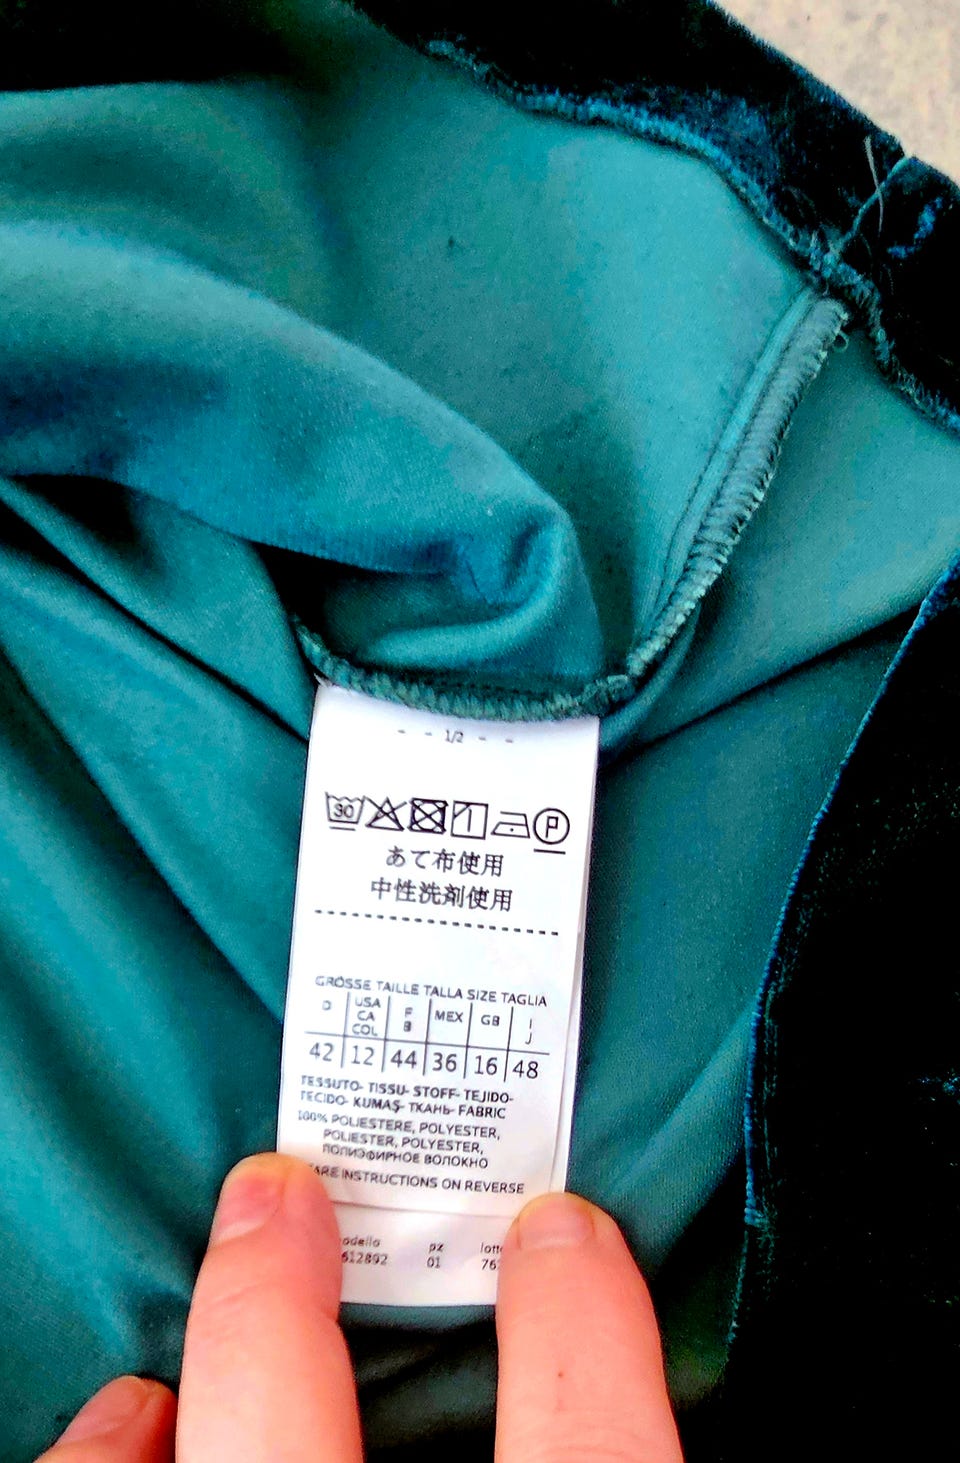 - - 1/2 - -
30 P
あて布使用
中性洗剤使用
GRÖSSE TAILLE TALLA SIZE TAGLIA
D USA CA COL F B MEX GB I J
42 12 44 36 16 48
TESSUTO- TISSU- STOFF- TEJIDO-
TECIDO- KUMAŞ- ТКАНЬ- FABRIC
100% POLIESTERE, POLYESTER,
POLIESTER, POLYESTER,
ПОЛИЭФИРНОЕ ВОЛОКНО
INSTRUCTIONS ON REVERSE
pz
612892 01